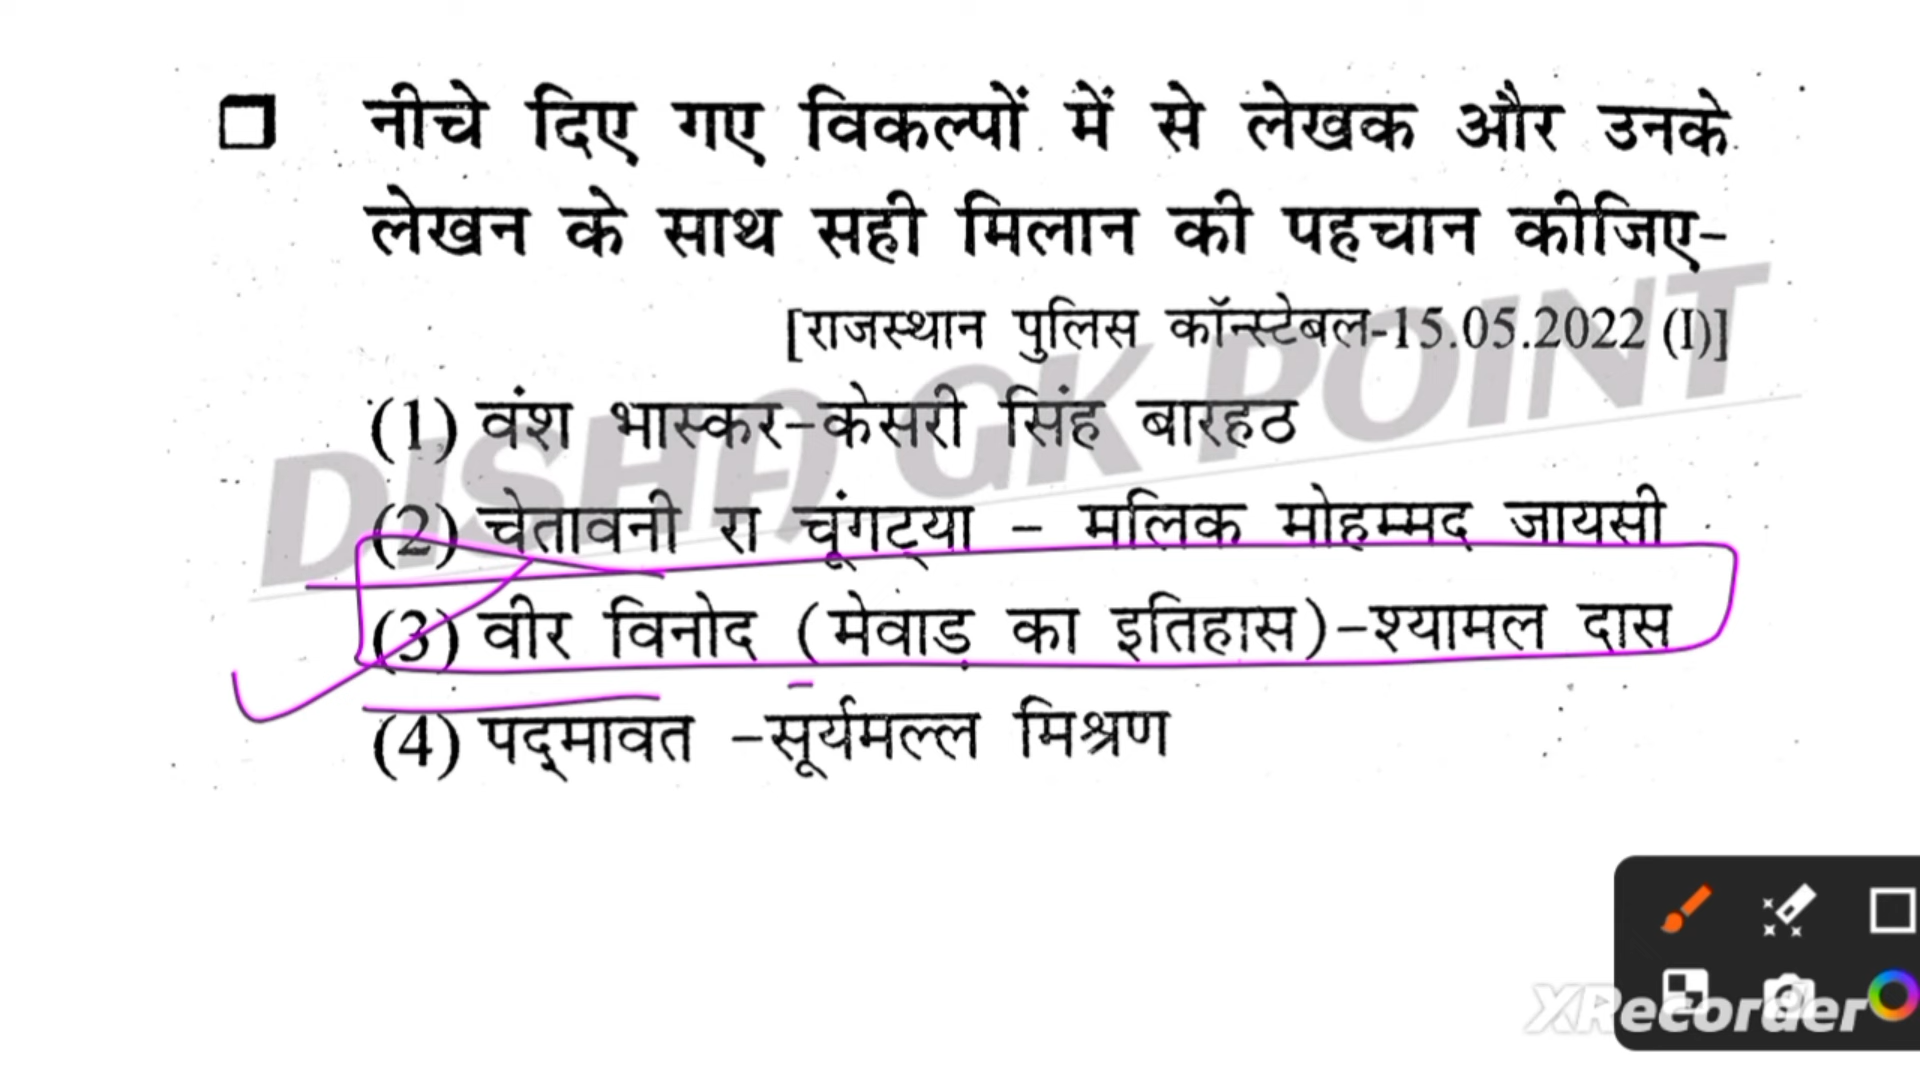 नीचे दिए गए विकल्पों में से लेखक और उनके
लेखन के साथ सही मिलान की पहचान कीजिए-
[राजस्थान पुलिस कॉन्स्टेबल-15.05.2022 (I)]
(1) वंश भास्कर-केसरी सिंह बारहठ
(2) चेतावनी रा चूंगट्या - मलिक मोहम्मद जायसी
(3) वीर विनोद (मेवाड का इतिहास)-श्यामल दास
(4) पद्मावत -सूर्यमल्ल मिश्रण
DISHA GK POINT
XRecorder